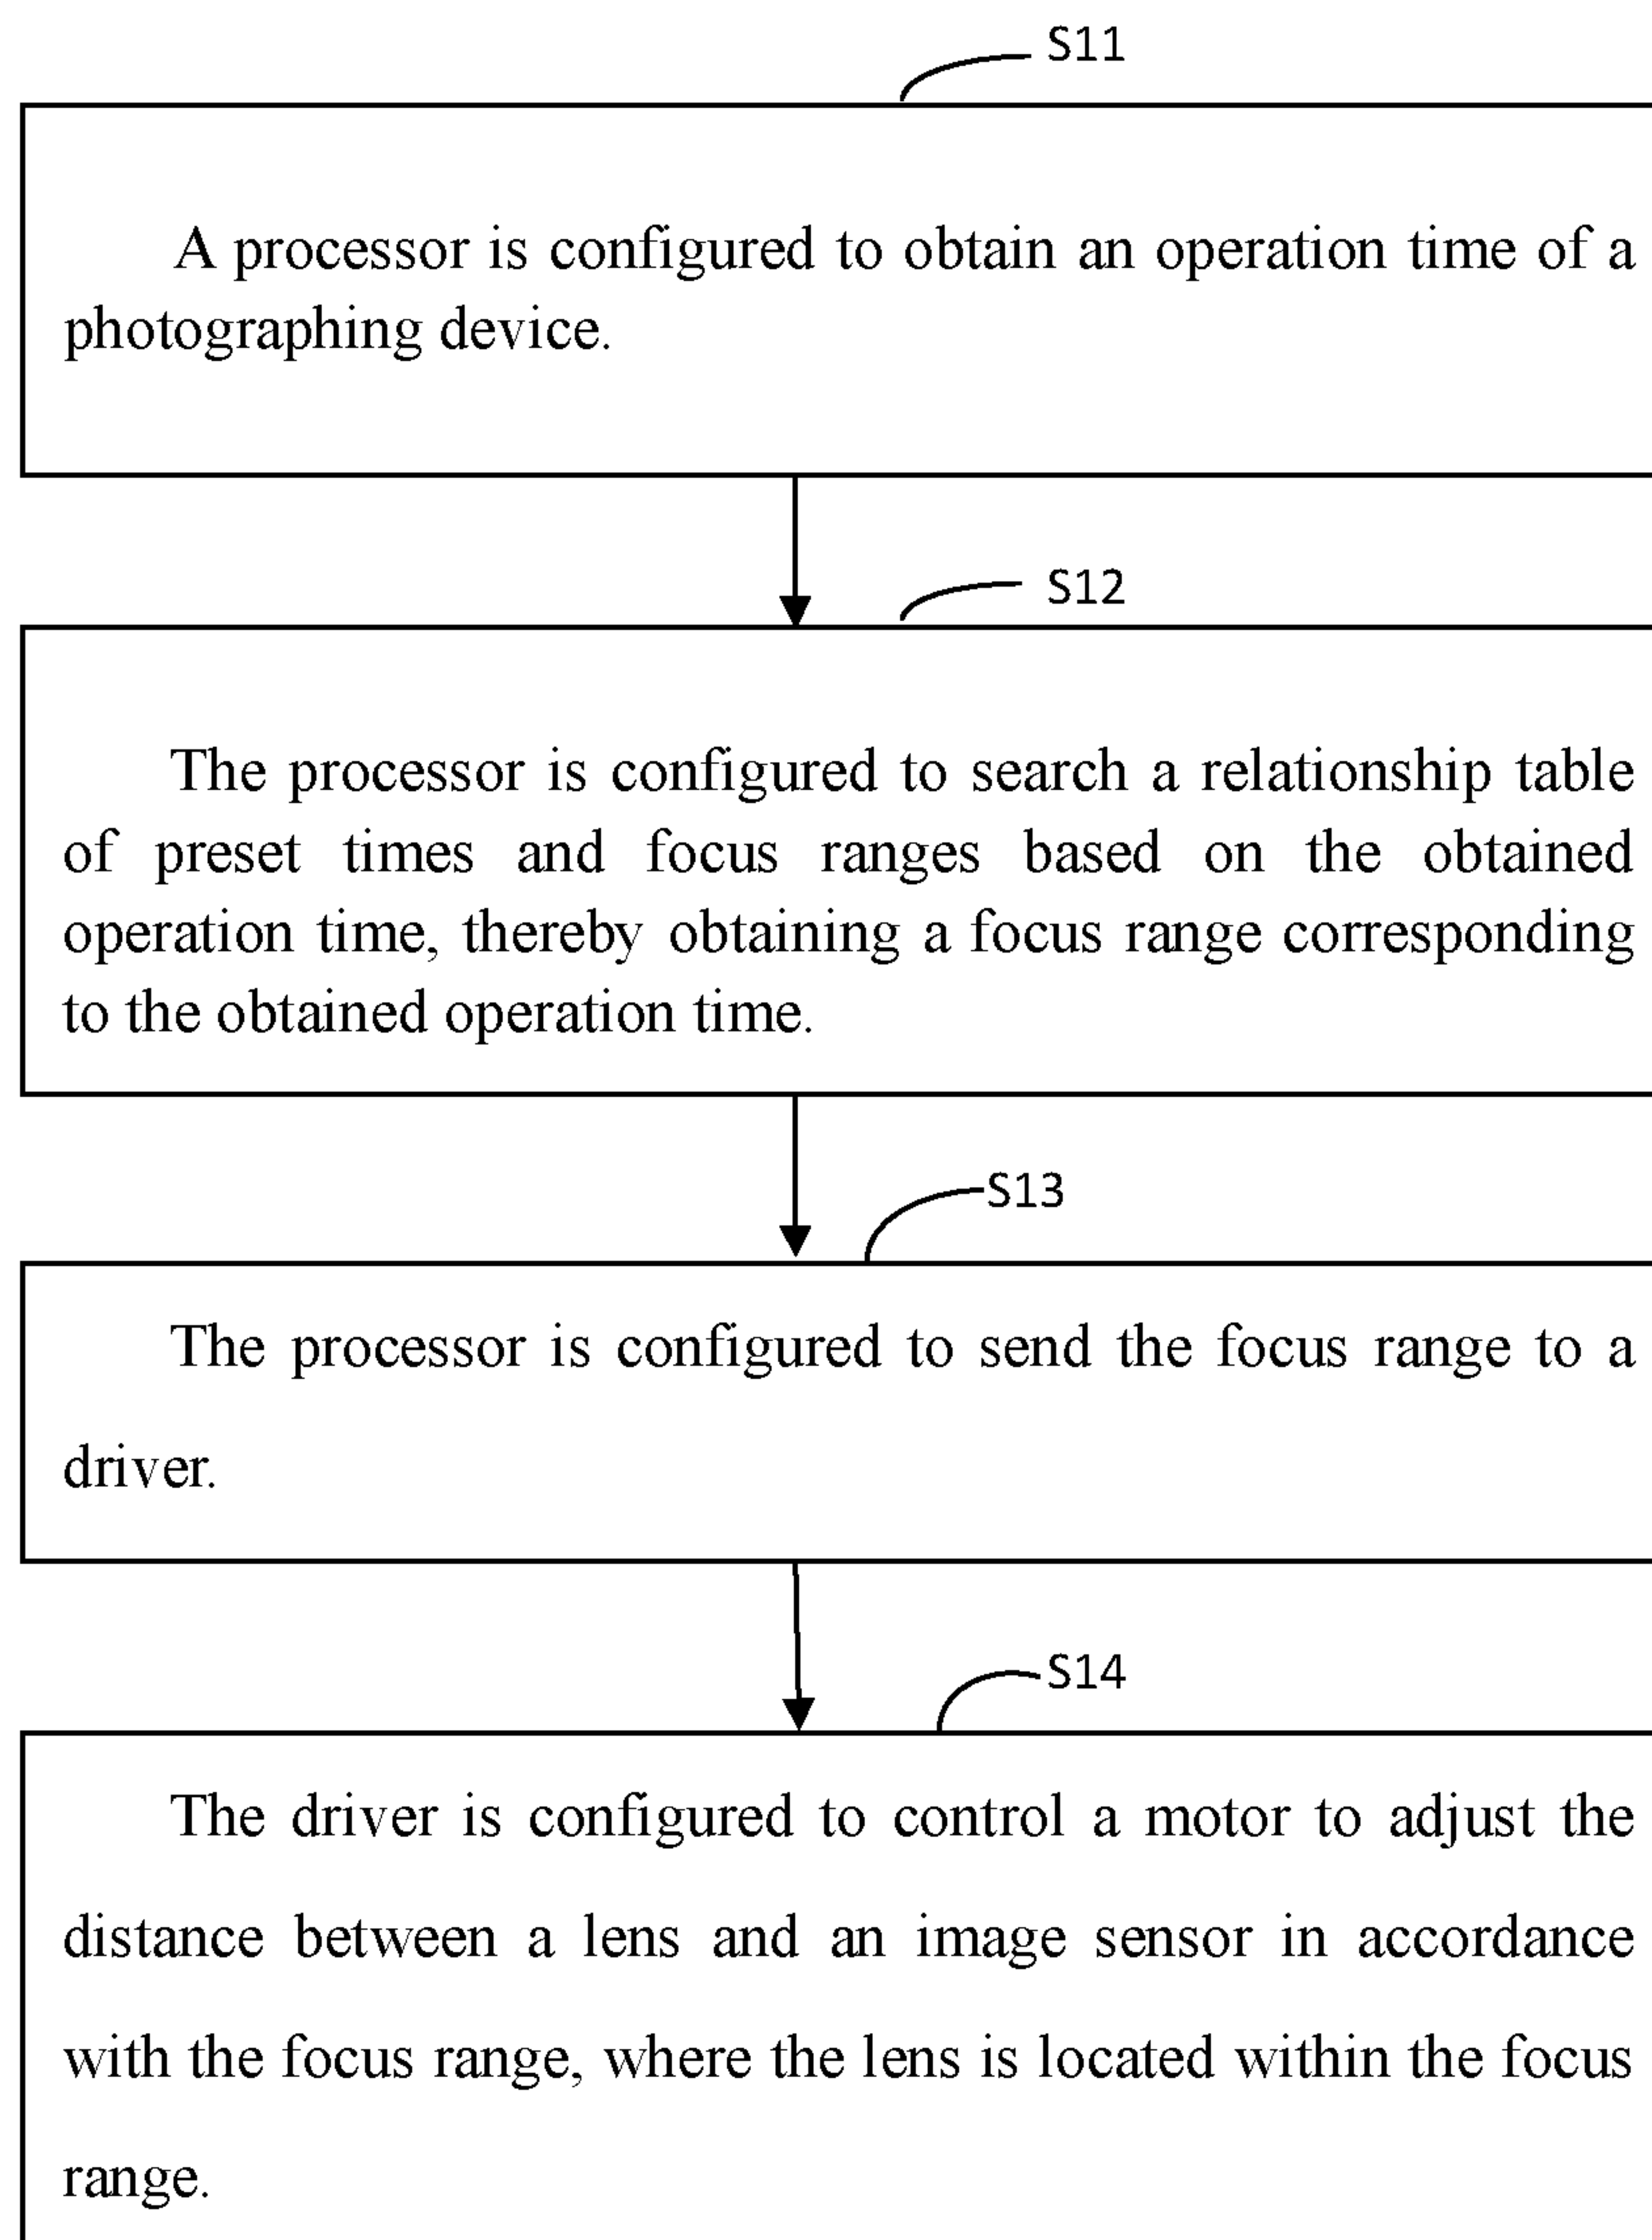 S11
A processor is configured to obtain an operation time of a
photographing device.
S12
The processor is configured to search a relationship table
of preset times and focus ranges based on the obtained
operation time, thereby obtaining a focus range corresponding
to the obtained operation time.
S13
The processor is configured to send the focus range to a
driver.
S14
The driver is configured to control a motor to adjust the
distance between a lens and an image sensor in accordance
with the focus range, where the lens is located within the focus
range.